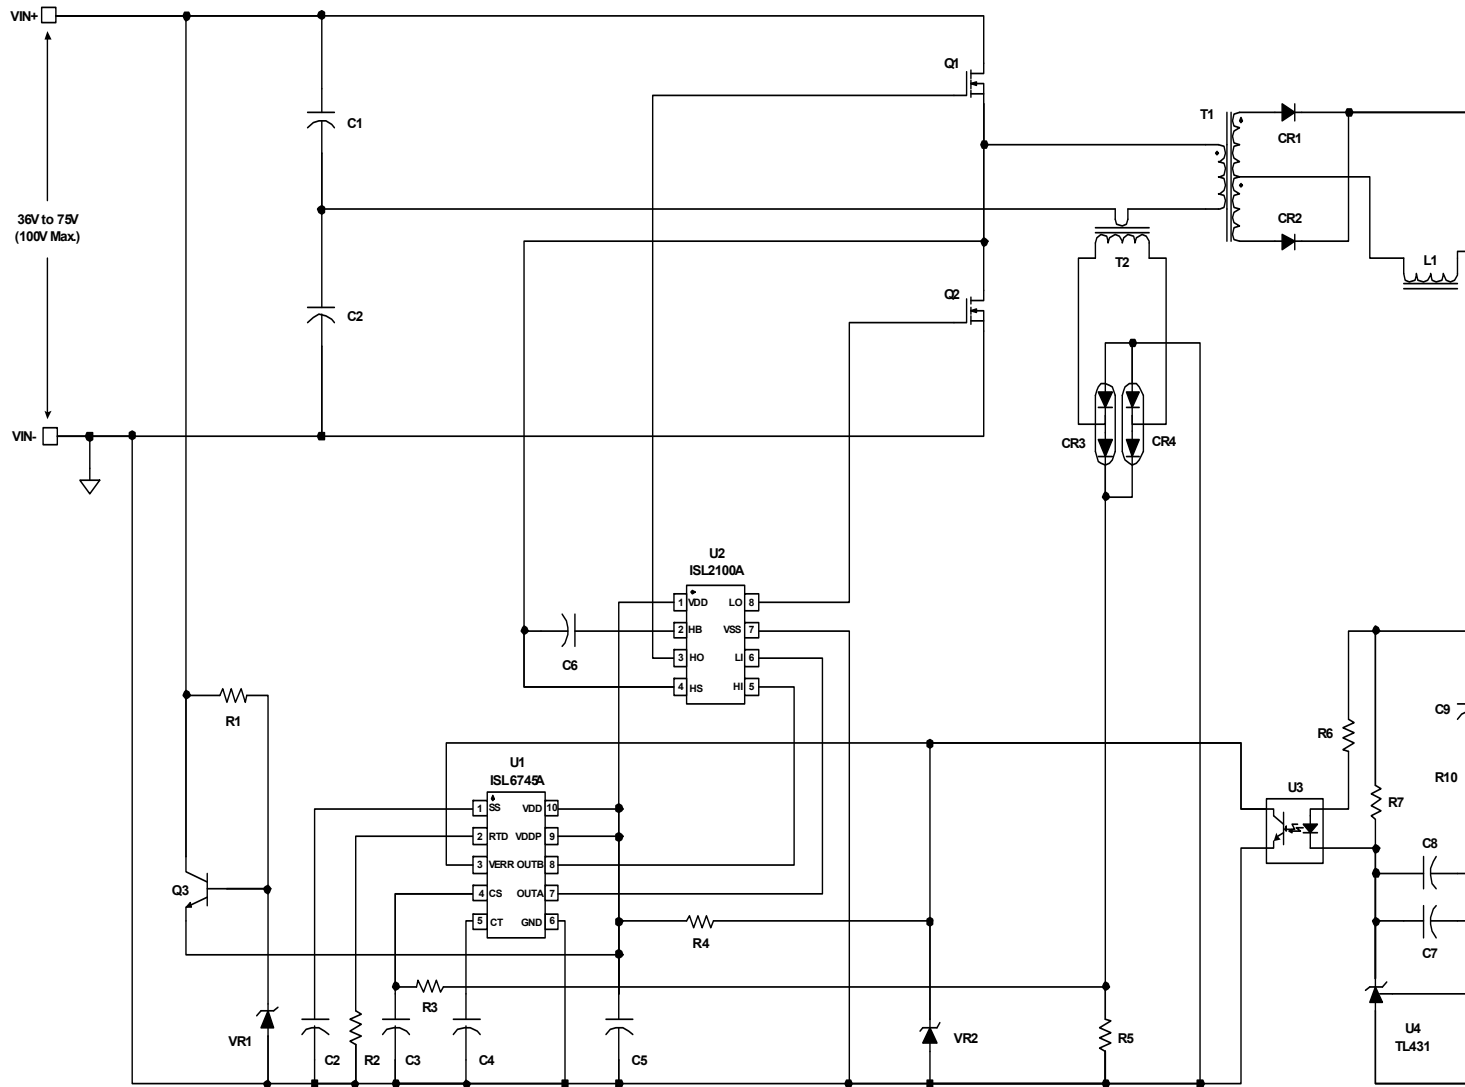 VIN+
Q1
T1
C1
CR1
36V to 75V
(100V Max.)
CR2
T2
L1
Q2
C2
VIN-
CR3
CR4
U2
ISL2100A
1 VDD LO 8
2 HB VSS 7
3 HO LI 6
4 HS HI 5
C6
R1
C9
R6
U1
ISL6745A
R10
U3
R7
1 SS VDD 10
2 RTD VDDP 9
3 VERR OUTB 8
4 CS OUTA 7
5 CT GND 6
C8
Q3
R4
C7
R3
VR1
C2
R2
C3
C4
C5
VR2
R5
U4
TL431